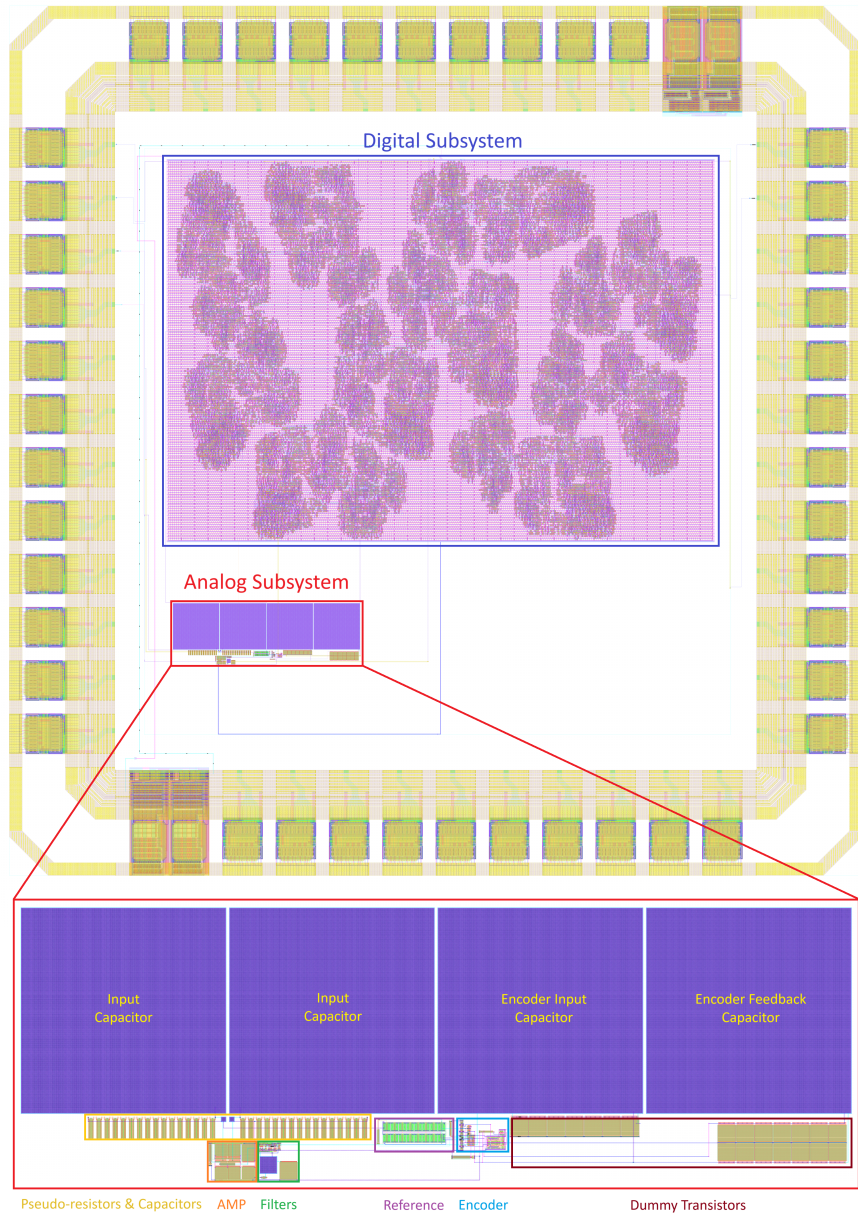 Digital Subsystem
Analog Subsystem
Input
Capacitor
Input
Capacitor
Encoder Input
Capacitor
Encoder Feedback
Capacitor
Pseudo-resistors & Capacitors AMP Filters Reference Encoder Dummy Transistors